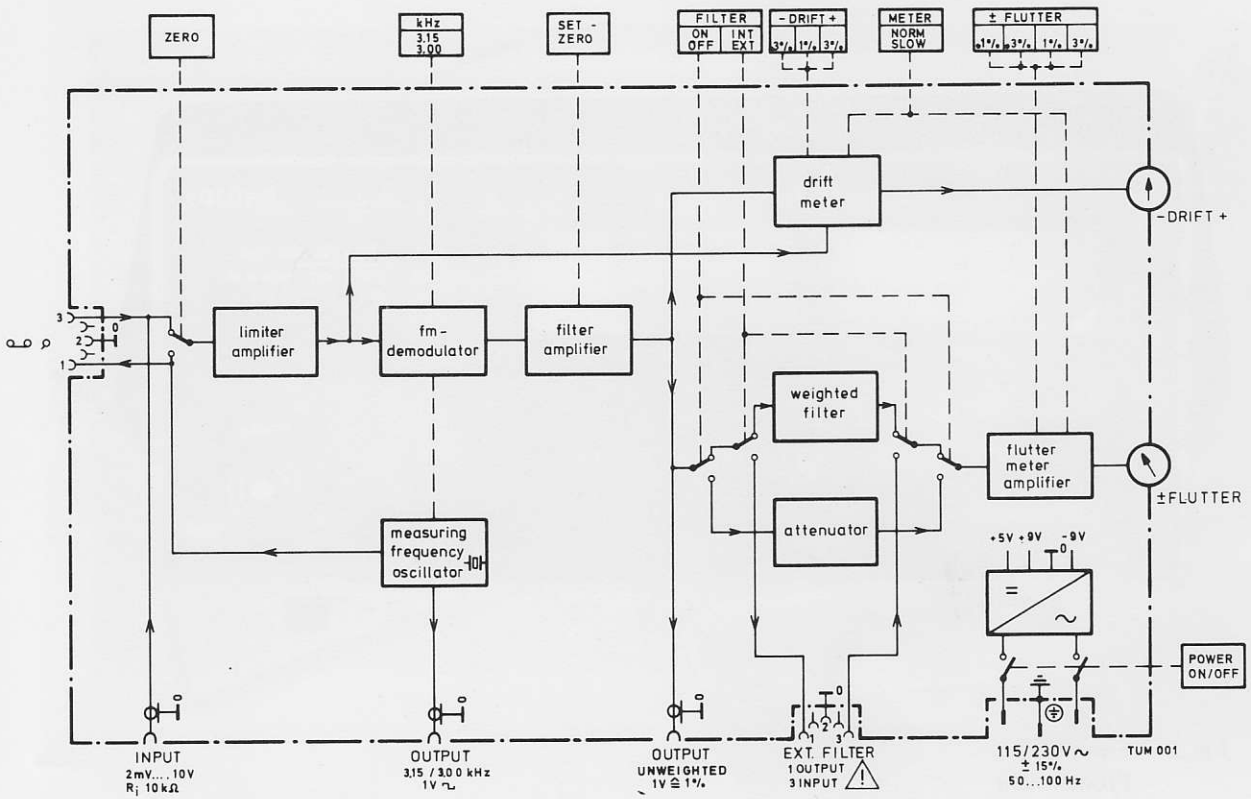 ZERO
kHz
3,15
3,00
SET -
ZERO
FILTER
ON
OFF
INT
EXT
- DRIFT +
,3% 1% 3%
METER
NORM
SLOW
± FLUTTER
,1% ,3% 1% 3%
drift
meter
- DRIFT +
3
0
2
1
limiter
amplifier
fm-
demodulator
filter
amplifier
weighted
filter
flutter
meter
amplifier
± FLUTTER
attenuator
measuring
frequency
oscillator
+5V +9V 0 -9V
=
~
POWER
ON/OFF
0
0
0
0
1 2 3
INPUT
2mV....10V
Ri 10kΩ
OUTPUT
3,15 / 3,00 kHz
1V ~
OUTPUT
UNWEIGHTED
1V ≙ 1%
EXT. FILTER
1 OUTPUT
3 INPUT
!
115/230V ~
± 15%
50...100 Hz
TUM 001